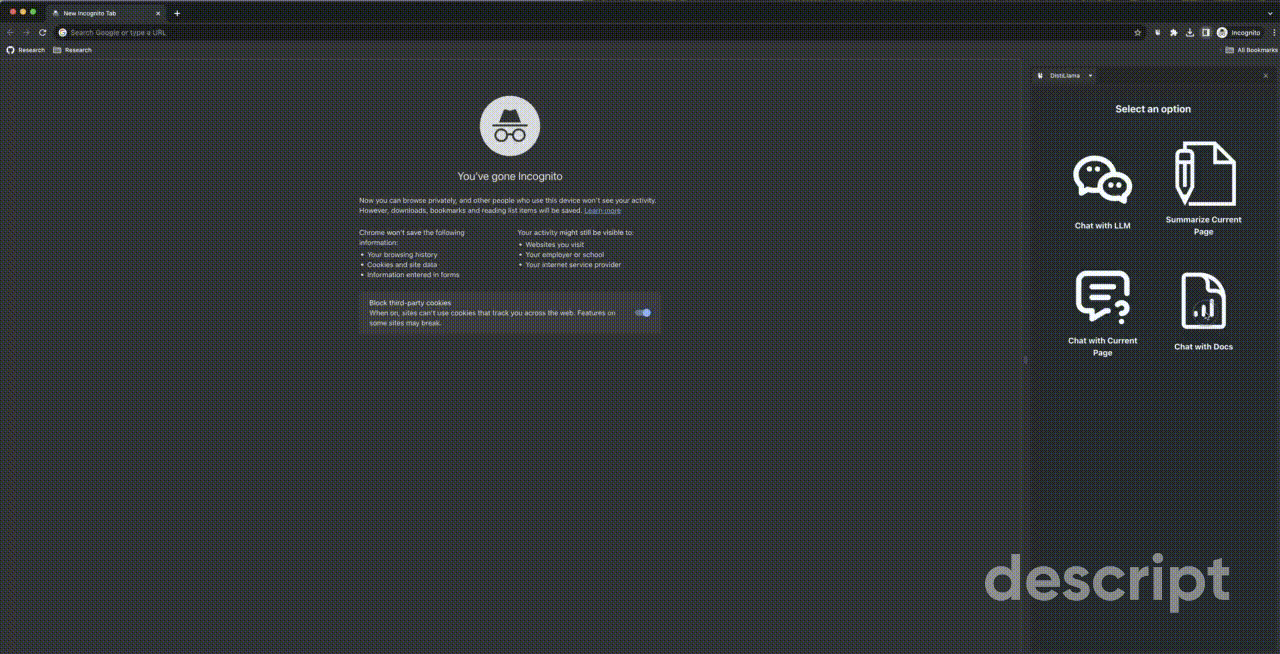 New Incognito Tab
Search Google or type a URL
Incognito
Research
Research
All Bookmarks
You've gone Incognito
Now you can browse privately, and other people who use this device won't see your activity.
However, downloads, bookmarks and reading list items will be saved. Learn more
Chrome won't save the following
information:
• Your browsing history
• Cookies and site data
• Information entered in forms
Your activity might still be visible to:
• Websites you visit
• Your employer or school
• Your internet service provider
Block third-party cookies
When on, sites can't use cookies that track you across the web. Features on
some sites may break.
DistiLlama
Select an option
Chat with LLM
Summarize Current
Page
Chat with Current
Page
Chat with Docs
descript